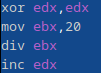 xor edx,edx
mov ebx,20
div ebx
inc edx